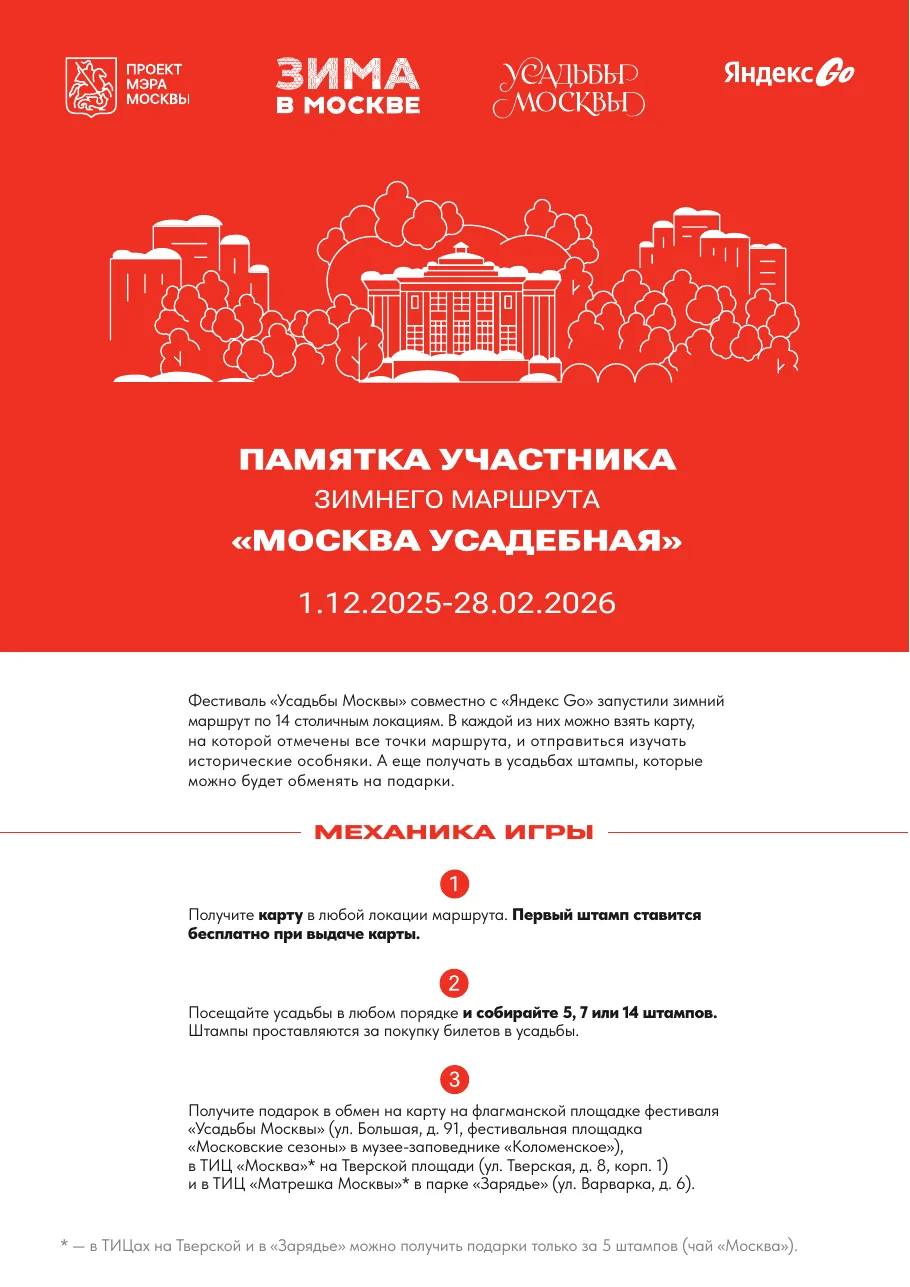 ПРОЕКТ
МЭРА
МОСКВЫ
ЗИМА
В МОСКВЕ
УСАДЬБЫ
МОСКВЫ
Яндекс Go
ПАМЯТКА УЧАСТНИКА
ЗИМНЕГО МАРШРУТА
«МОСКВА УСАДЕБНАЯ»
1.12.2025-28.02.2026
Фестиваль «Усадьбы Москвы» совместно с «Яндекс Go» запустили зимний
маршрут по 14 столичным локациям. В каждой из них можно взять карту,
на которой отмечены все точки маршрута, и отправиться изучать
исторические особняки. А еще получать в усадьбах штампы, которые
можно будет обменять на подарки.
МЕХАНИКА ИГРЫ
1
Получите карту в любой локации маршрута. Первый штамп ставится
бесплатно при выдаче карты.
2
Посещайте усадьбы в любом порядке и собирайте 5, 7 или 14 штампов.
Штампы проставляются за покупку билетов в усадьбы.
3
Получите подарок в обмен на карту на флагманской площадке фестиваля
«Усадьбы Москвы» (ул. Большая, д. 91, фестивальная площадка
«Московские сезоны» в музее-заповеднике «Коломенское»),
в ТИЦ «Москва»* на Тверской площади (ул. Тверская, д. 8, корп. 1)
и в ТИЦ «Матрешка Москвы»* в парке «Зарядье» (ул. Варварка, д. 6).
* — в ТИЦах на Тверской и в «Зарядье» можно получить подарки только за 5 штампов (чай «Москва»).